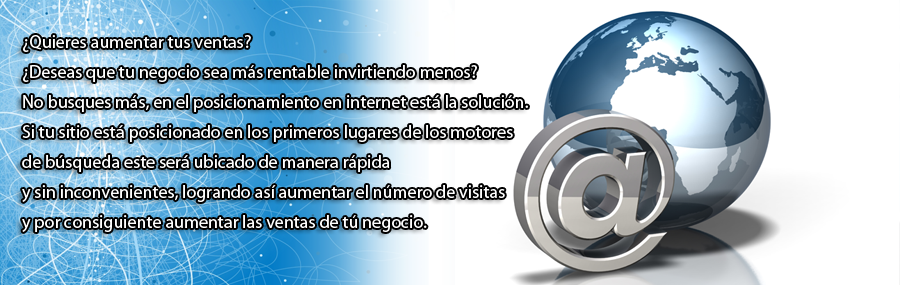 ¿Quieres aumentar tus ventas?
¿Deseas que tu negocio sea más rentable invirtiendo menos?
No busques más, en el posicionamiento en internet está la solución.
Si tu sitio está posicionado en los primeros lugares de los motores
de búsqueda este será ubicado de manera rápida
y sin inconvenientes, logrando así aumentar el número de visitas
y por consiguiente aumentar las ventas de tú negocio.
@